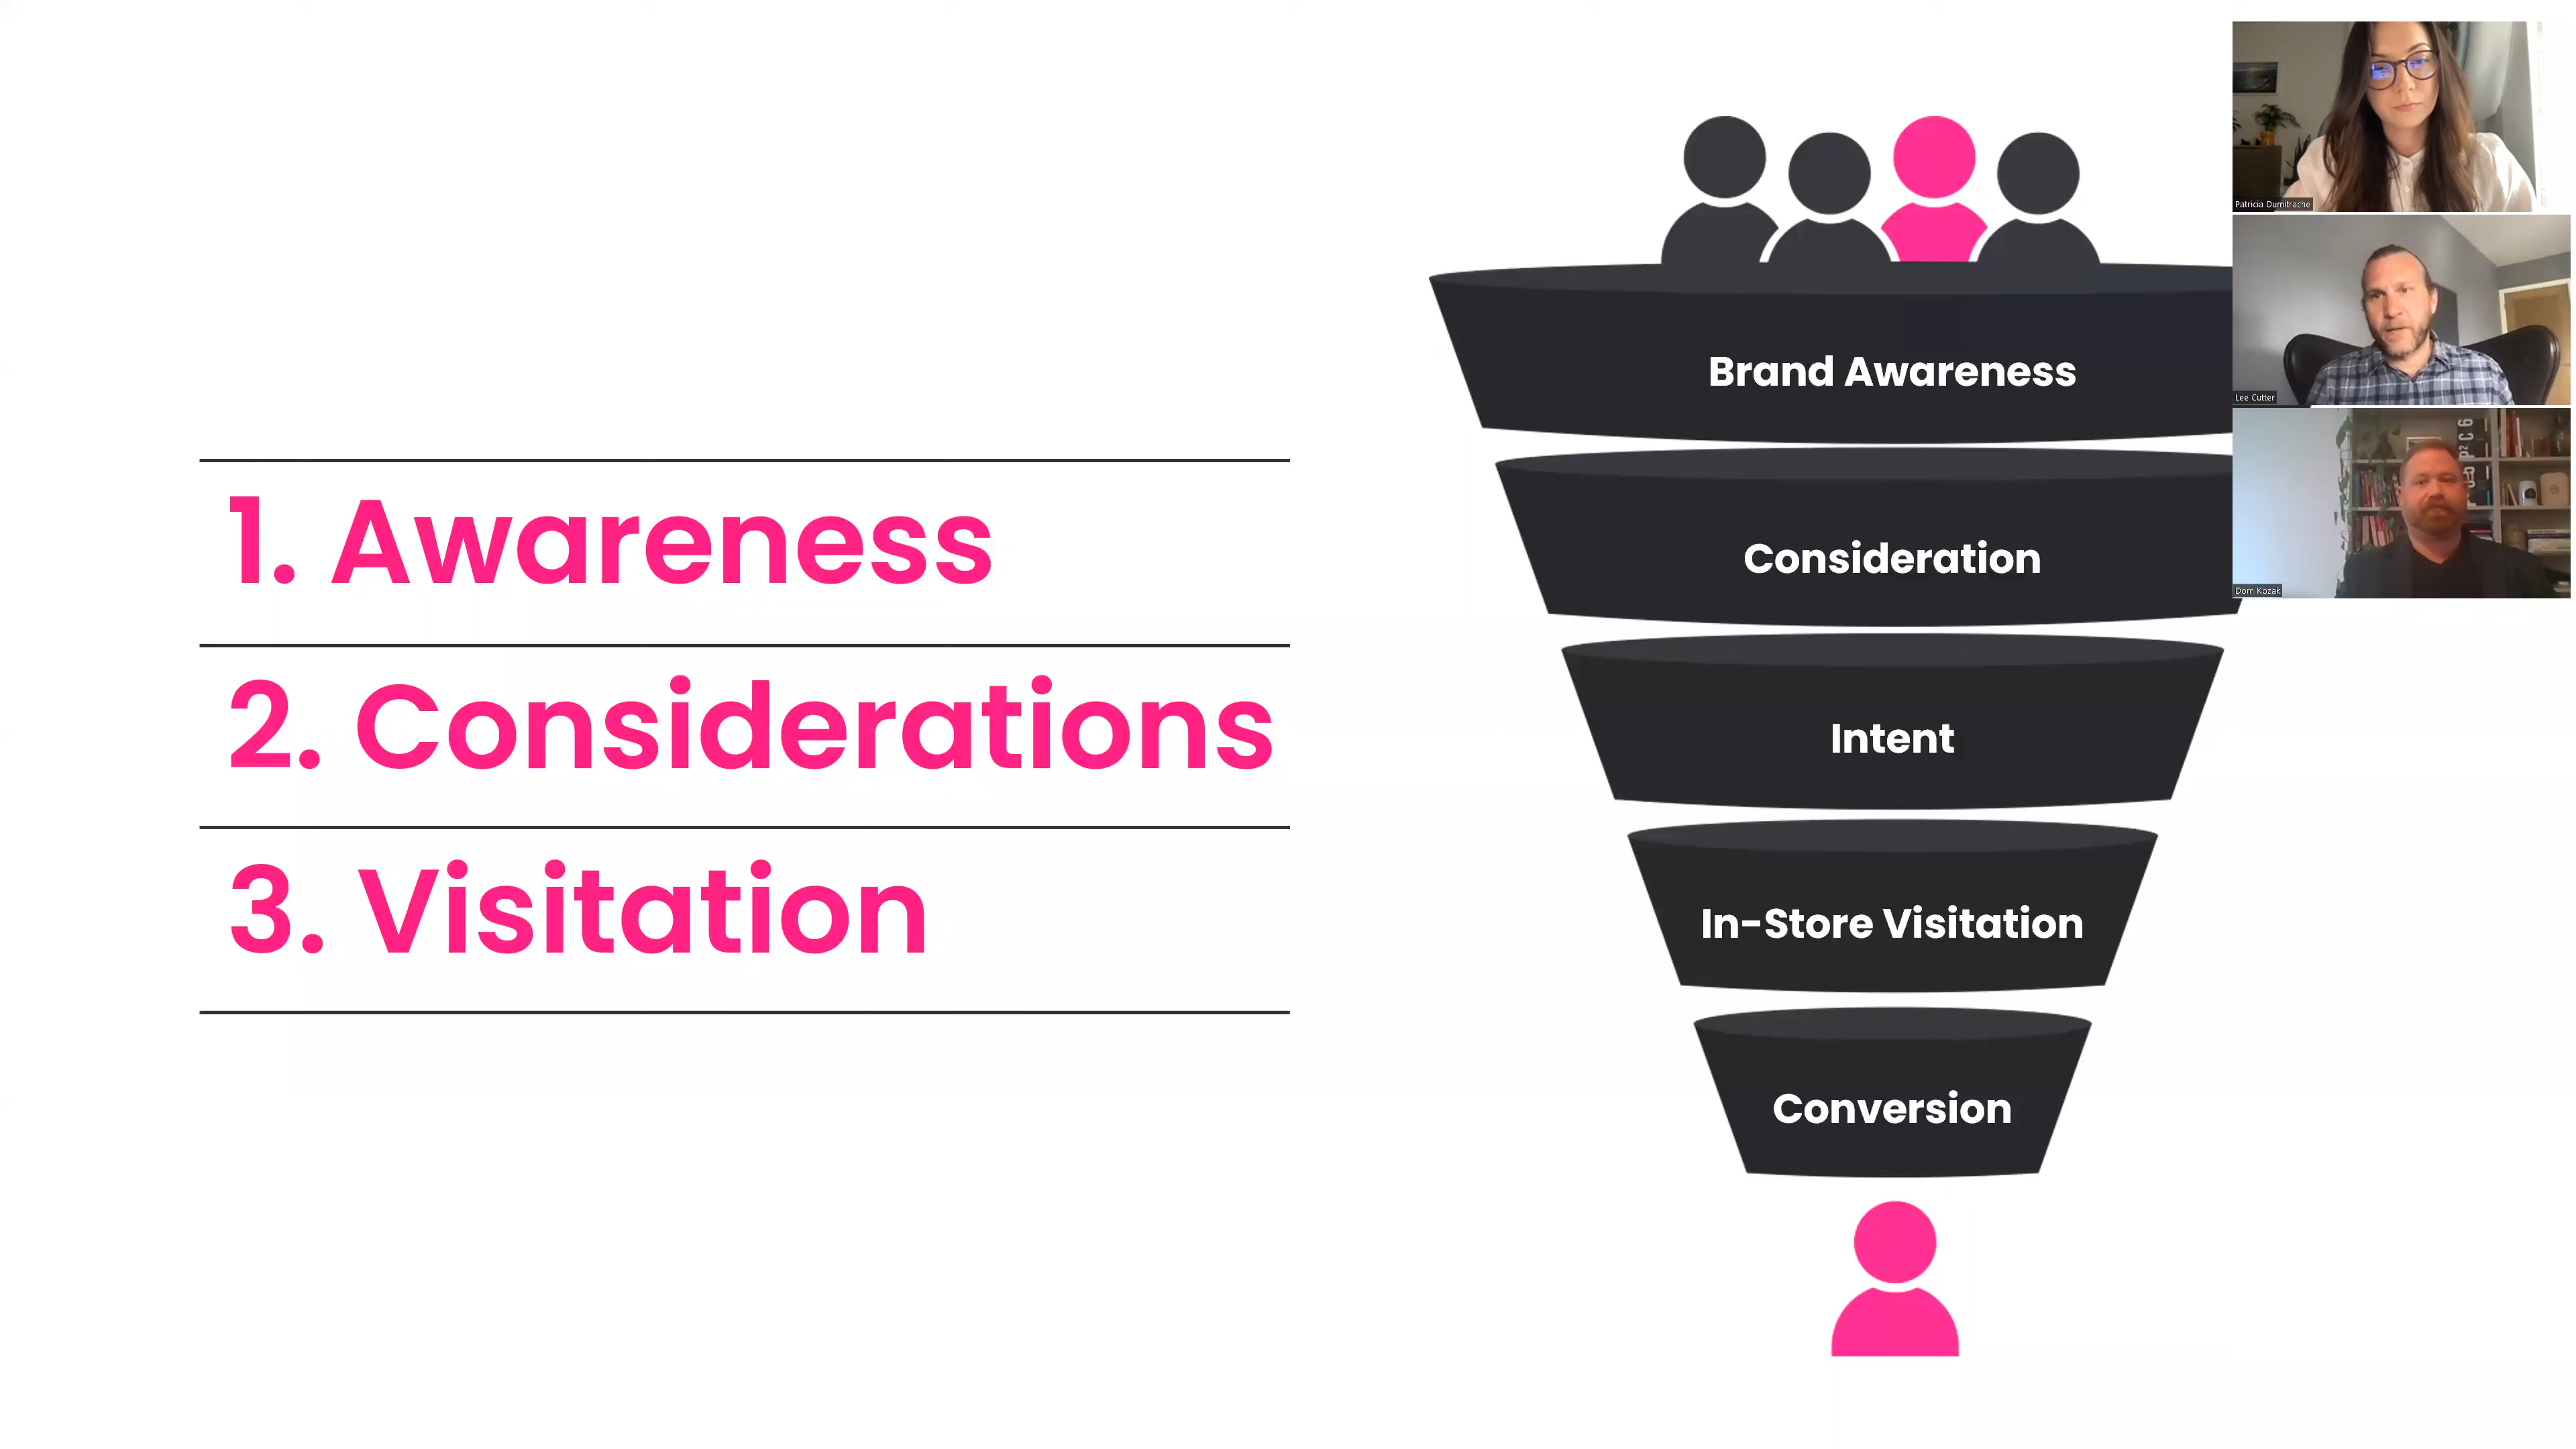 1. Awareness
2. Considerations
3. Visitation
Brand Awareness
Consideration
Intent
In-Store Visitation
Conversion
Patricia Dumitrache
Lee Cutter
Dom Kozak